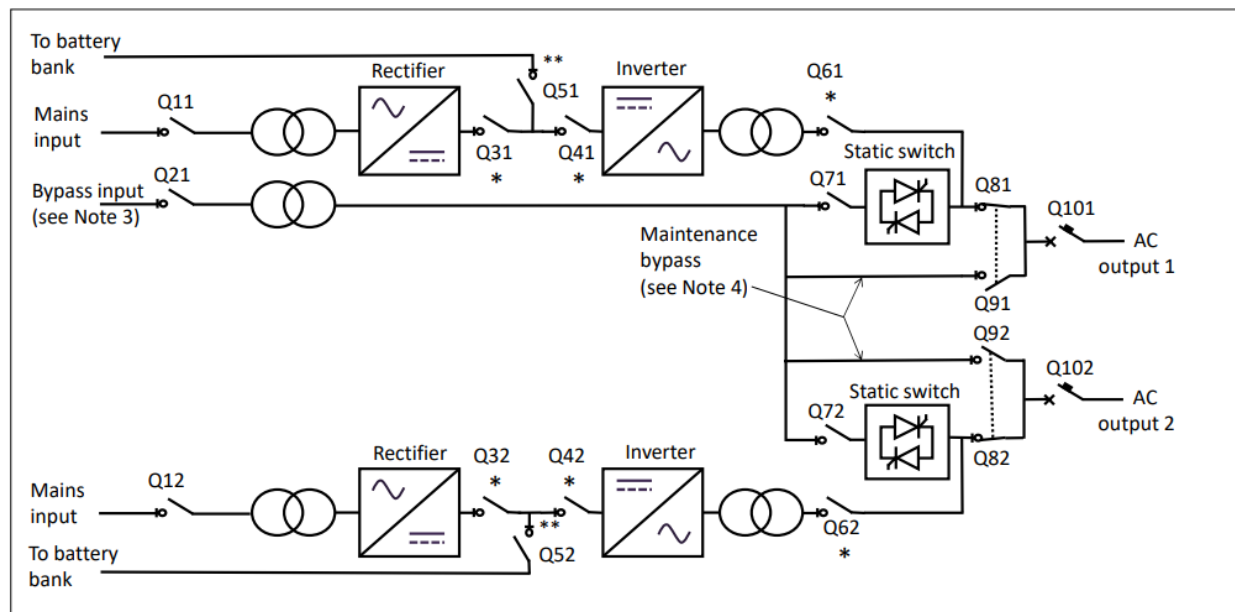 To battery
bank
**
Rectifier
Inverter
Q61
*
Q51
Q11
Mains
input
Q31
*
Q41
*
Static switch
Q21
Q71
Q81
Bypass input
(see Note 3)
Q101
AC
output 1
Maintenance
bypass
(see Note 4)
Q91
Q92
Q102
Static switch
Q72
AC
output 2
Q82
Rectifier
Q32
*
Q42
*
Inverter
Q12
Mains
input
**
Q62
*
Q52
To battery
bank